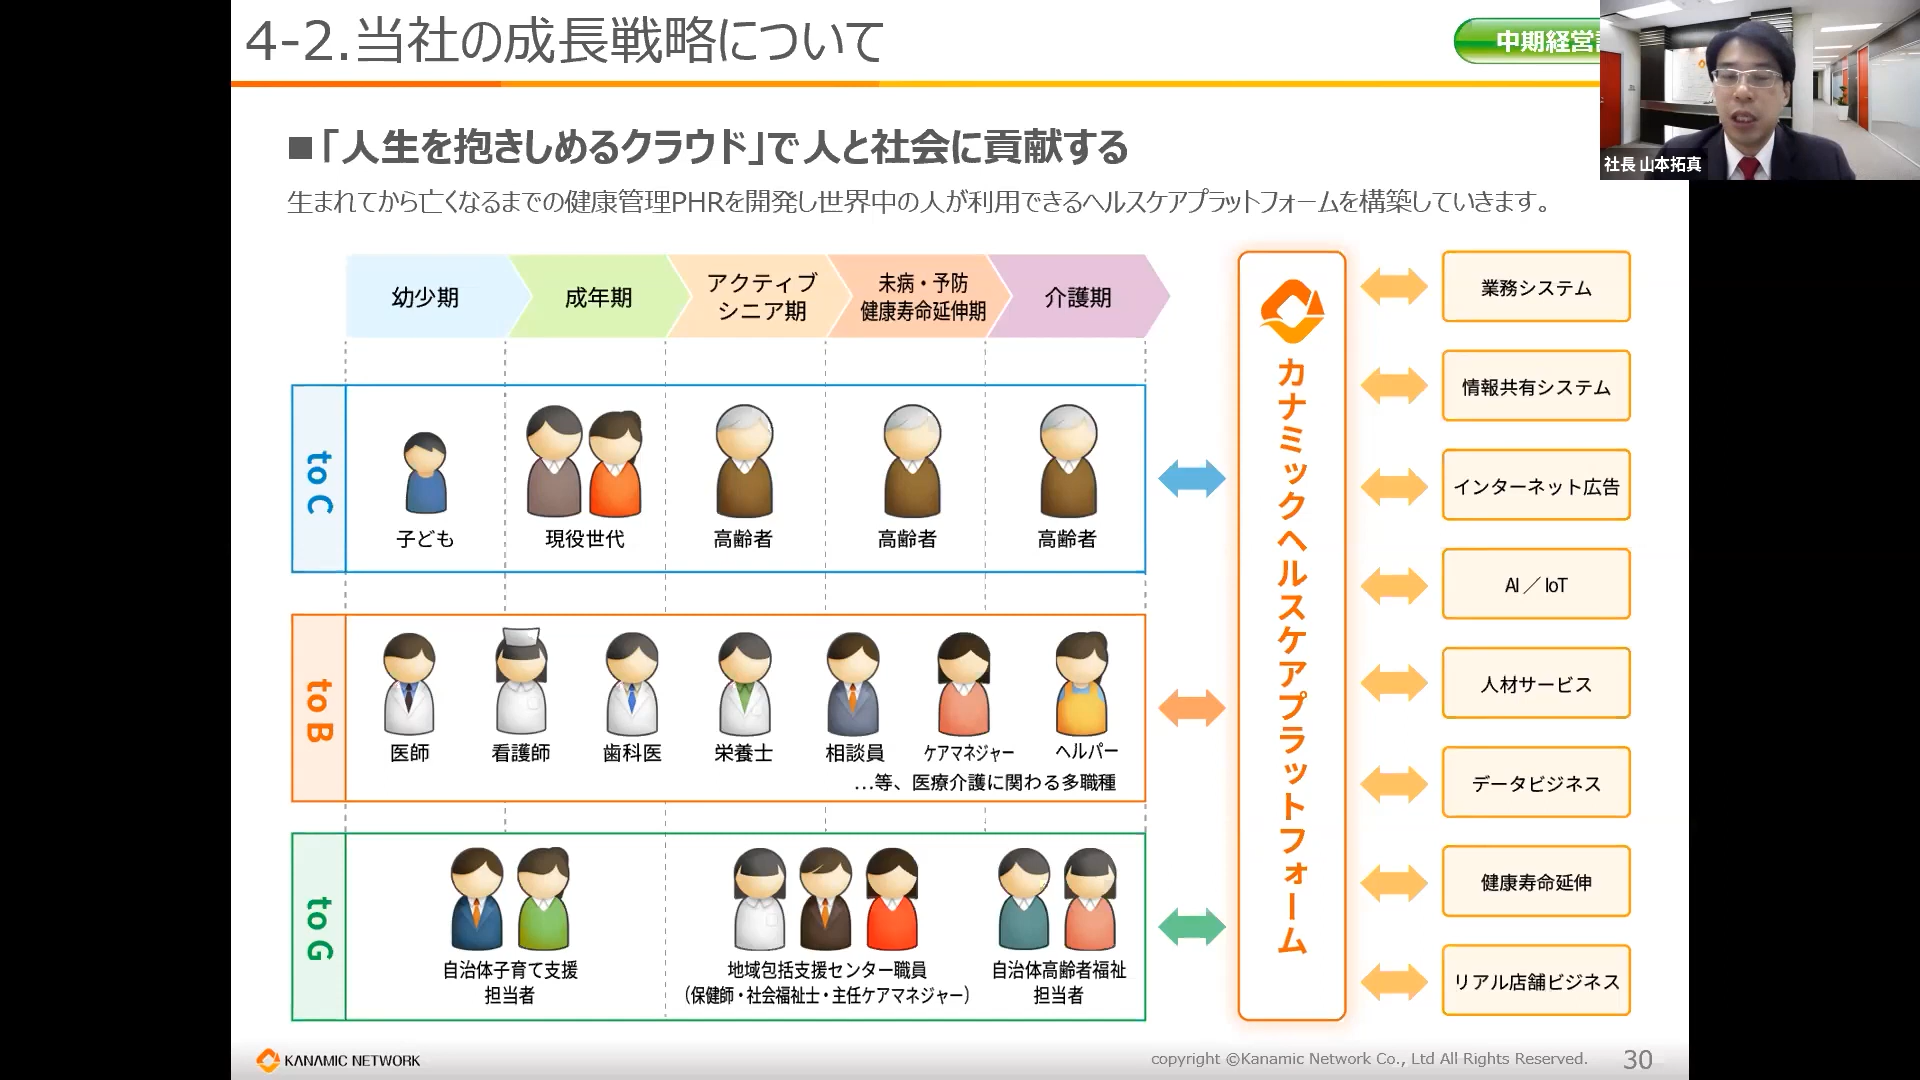 4-2.当社の成長戦略について
中期経営
社長 山本拓真
■「人生を抱きしめるクラウド」で人と社会に貢献する
生まれてから亡くなるまでの健康管理PHRを開発し世界中の人が利用できるヘルスケアプラットフォームを構築していきます。
幼少期
成年期
アクティブ
シニア期
未病・予防
健康寿命延伸期
介護期
to C
子ども
現役世代
高齢者
高齢者
高齢者
to B
医師
看護師
歯科医
栄養士
相談員
ケアマネジャー
ヘルパー
…等、医療介護に関わる多職種
to G
自治体子育て支援
担当者
地域包括支援センター職員
（保健師・社会福祉士・主任ケアマネジャー）
自治体高齢者福祉
担当者
カナミックヘルスケアプラットフォーム
業務システム
情報共有システム
インターネット広告
AI／IoT
人材サービス
データビジネス
健康寿命延伸
リアル店舗ビジネス
KANAMIC NETWORK
copyright ©Kanamic Network Co., Ltd All Rights Reserved.
30